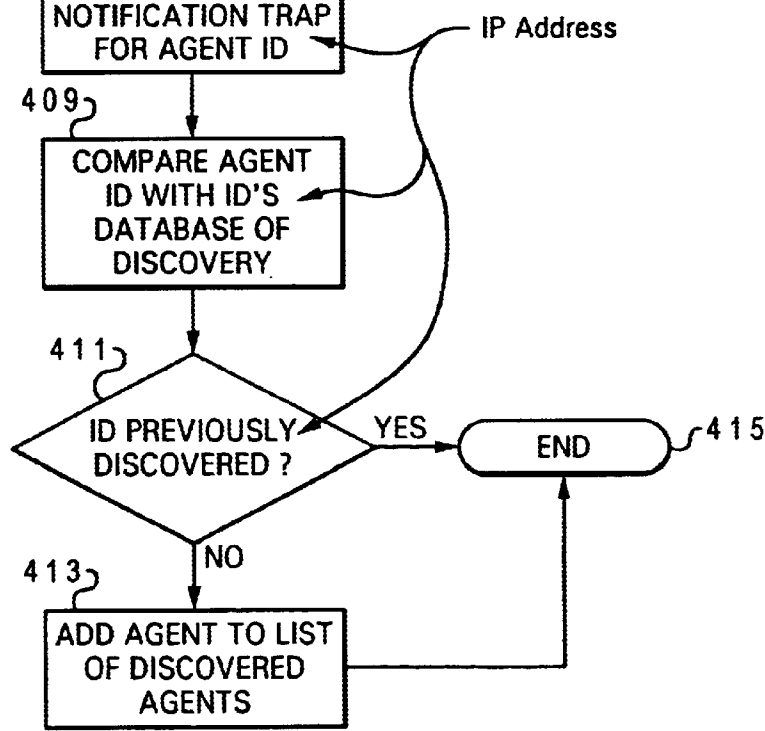 NOTIFICATION TRAP
FOR AGENT ID
IP Address
409
COMPARE AGENT
ID WITH ID'S
DATABASE OF
DISCOVERY
411
ID PREVIOUSLY
DISCOVERED ?
YES
END
415
NO
413
ADD AGENT TO LIST
OF DISCOVERED
AGENTS